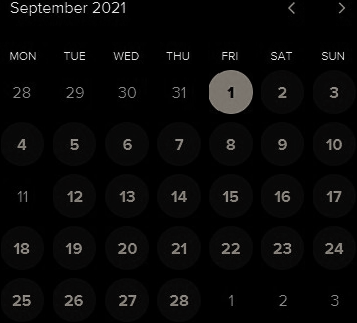 September 2021
MON TUE WED THU FRI SAT SUN
28 29 30 31 1 2 3
4 5 6 7 8 9 10
11 12 13 14 15 16 17
18 19 20 21 22 23 24
25 26 27 28 1 2 3